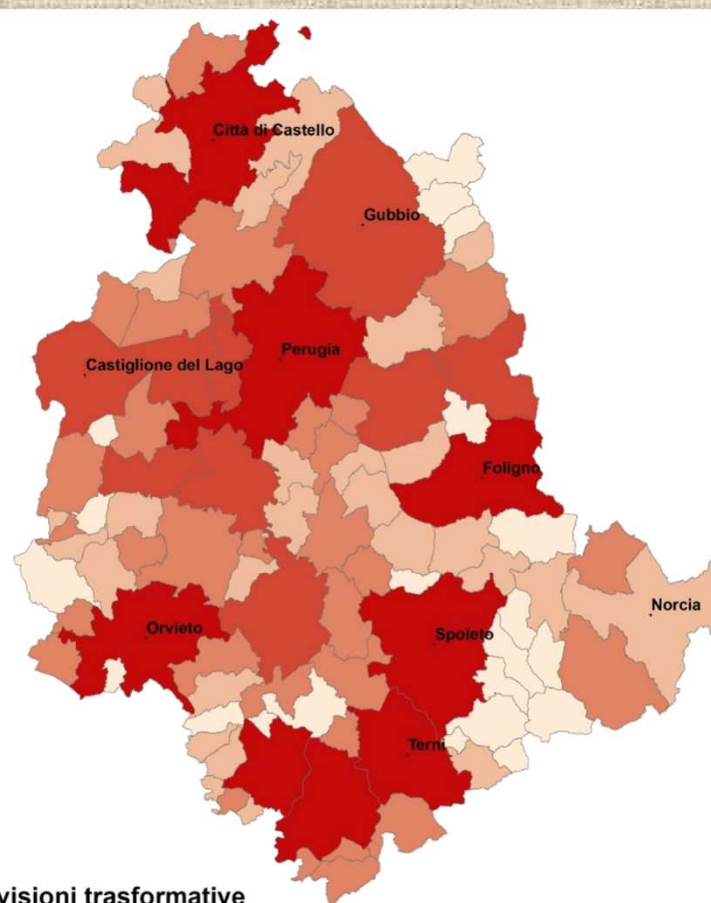 Città di Castello
Gubbio
Perugia
Castiglione del Lago
Foligno
Norcia
Orvieto
Spoleto
Terni
visioni trasformative